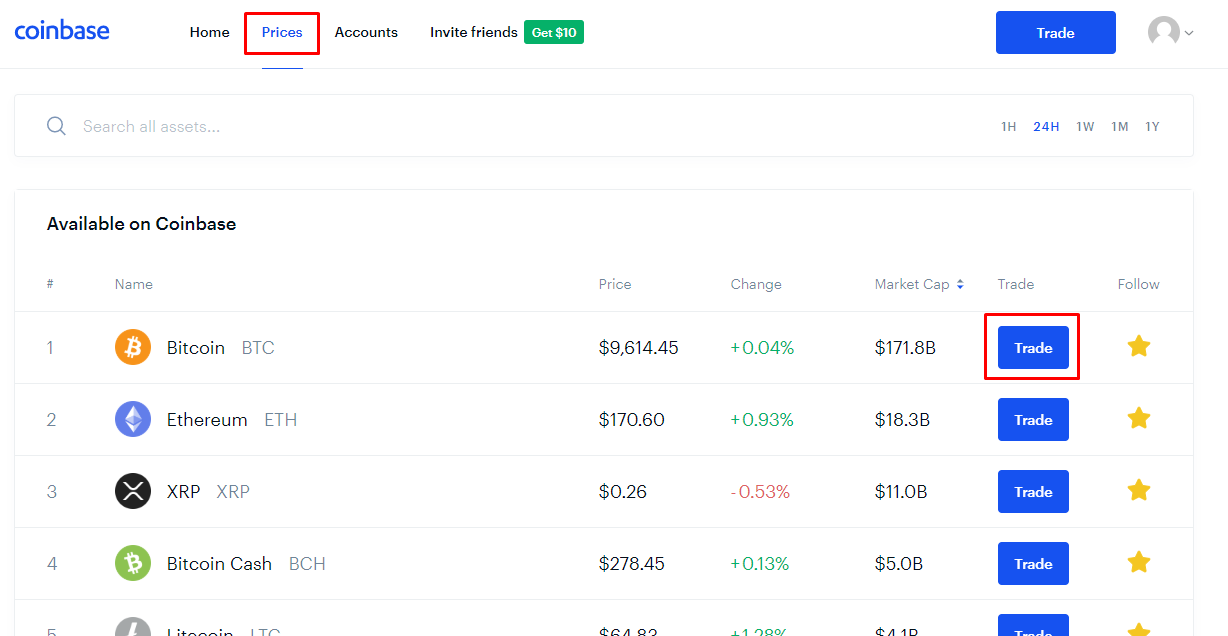 coinbase Home Prices Accounts Invite friends Get $10 Trade
Search all assets... 1H 24H 1W 1M 1Y
Available on Coinbase
# Name Price Change Market Cap Trade Follow
1 Bitcoin BTC $9,614.45 +0.04% $171.8B Trade
2 Ethereum ETH $170.60 +0.93% $18.3B Trade
3 XRP XRP $0.26 -0.53% $11.0B Trade
4 Bitcoin Cash BCH $278.45 +0.13% $5.0B Trade
5 Litecoin LTC $64.83 +1.28% $4.1B Trade